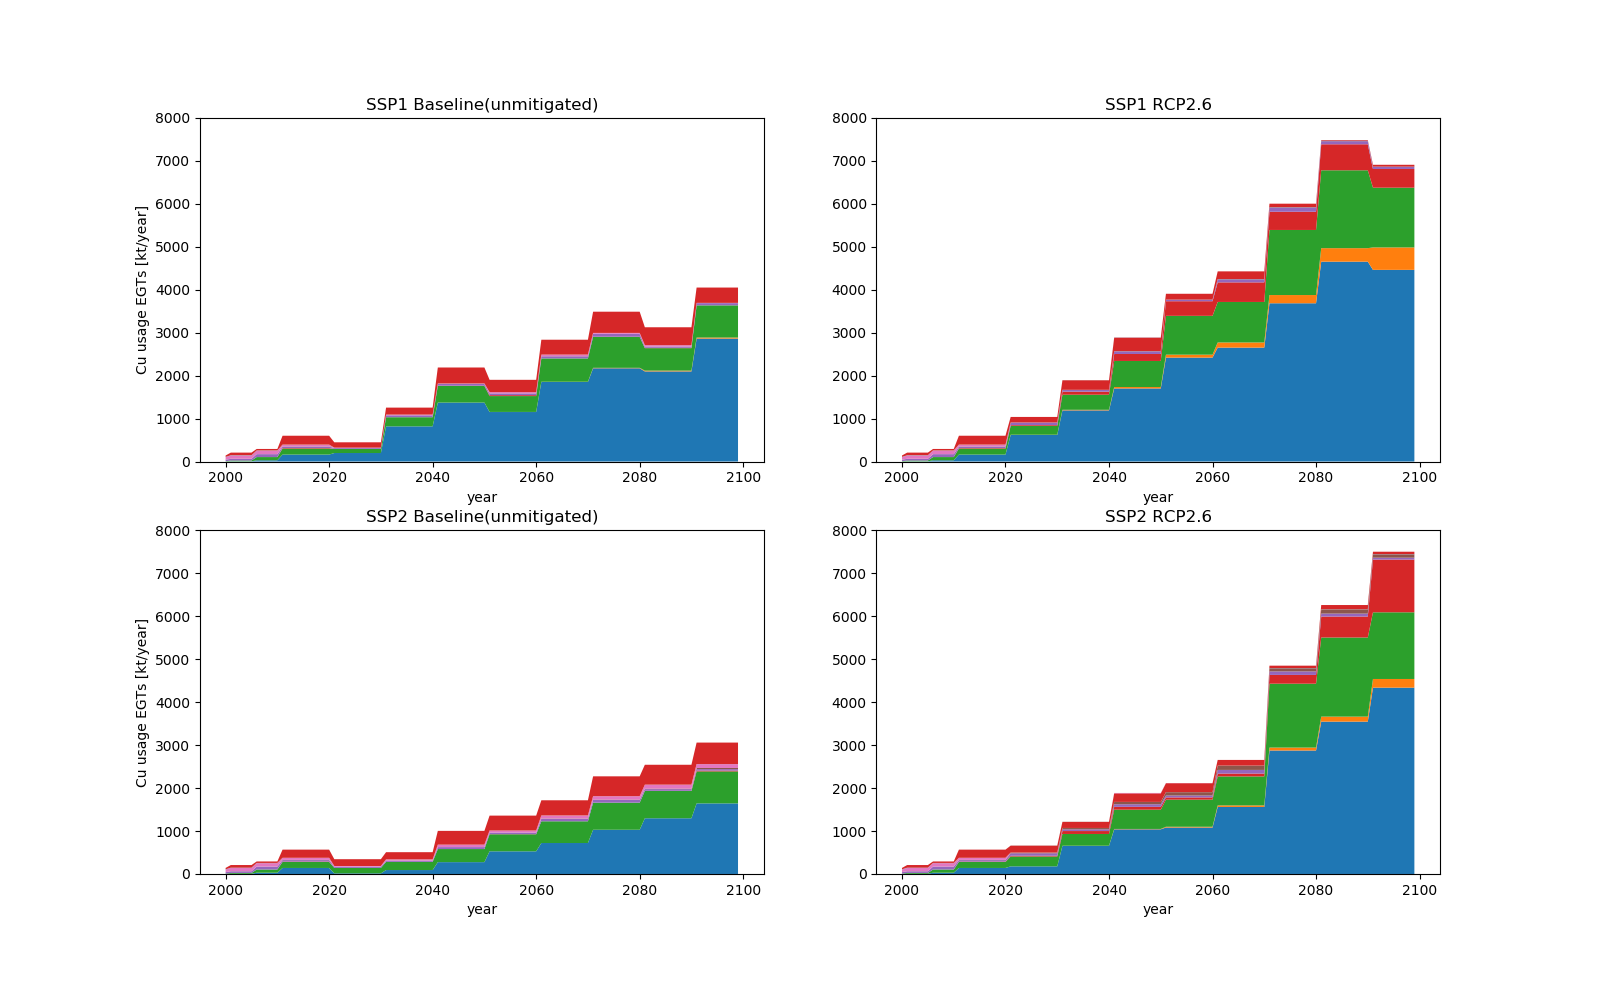 SSP1 Baseline(unmitigated)
8000
7000
6000
5000
4000
3000
2000
1000
0
Cu usage EGTs [kt/year]
2000 2020 2040 2060 2080 2100
year
SSP1 RCP2.6
8000
7000
6000
5000
4000
3000
2000
1000
0
2000 2020 2040 2060 2080 2100
year
SSP2 Baseline(unmitigated)
8000
7000
6000
5000
4000
3000
2000
1000
0
Cu usage EGTs [kt/year]
2000 2020 2040 2060 2080 2100
year
SSP2 RCP2.6
8000
7000
6000
5000
4000
3000
2000
1000
0
2000 2020 2040 2060 2080 2100
year